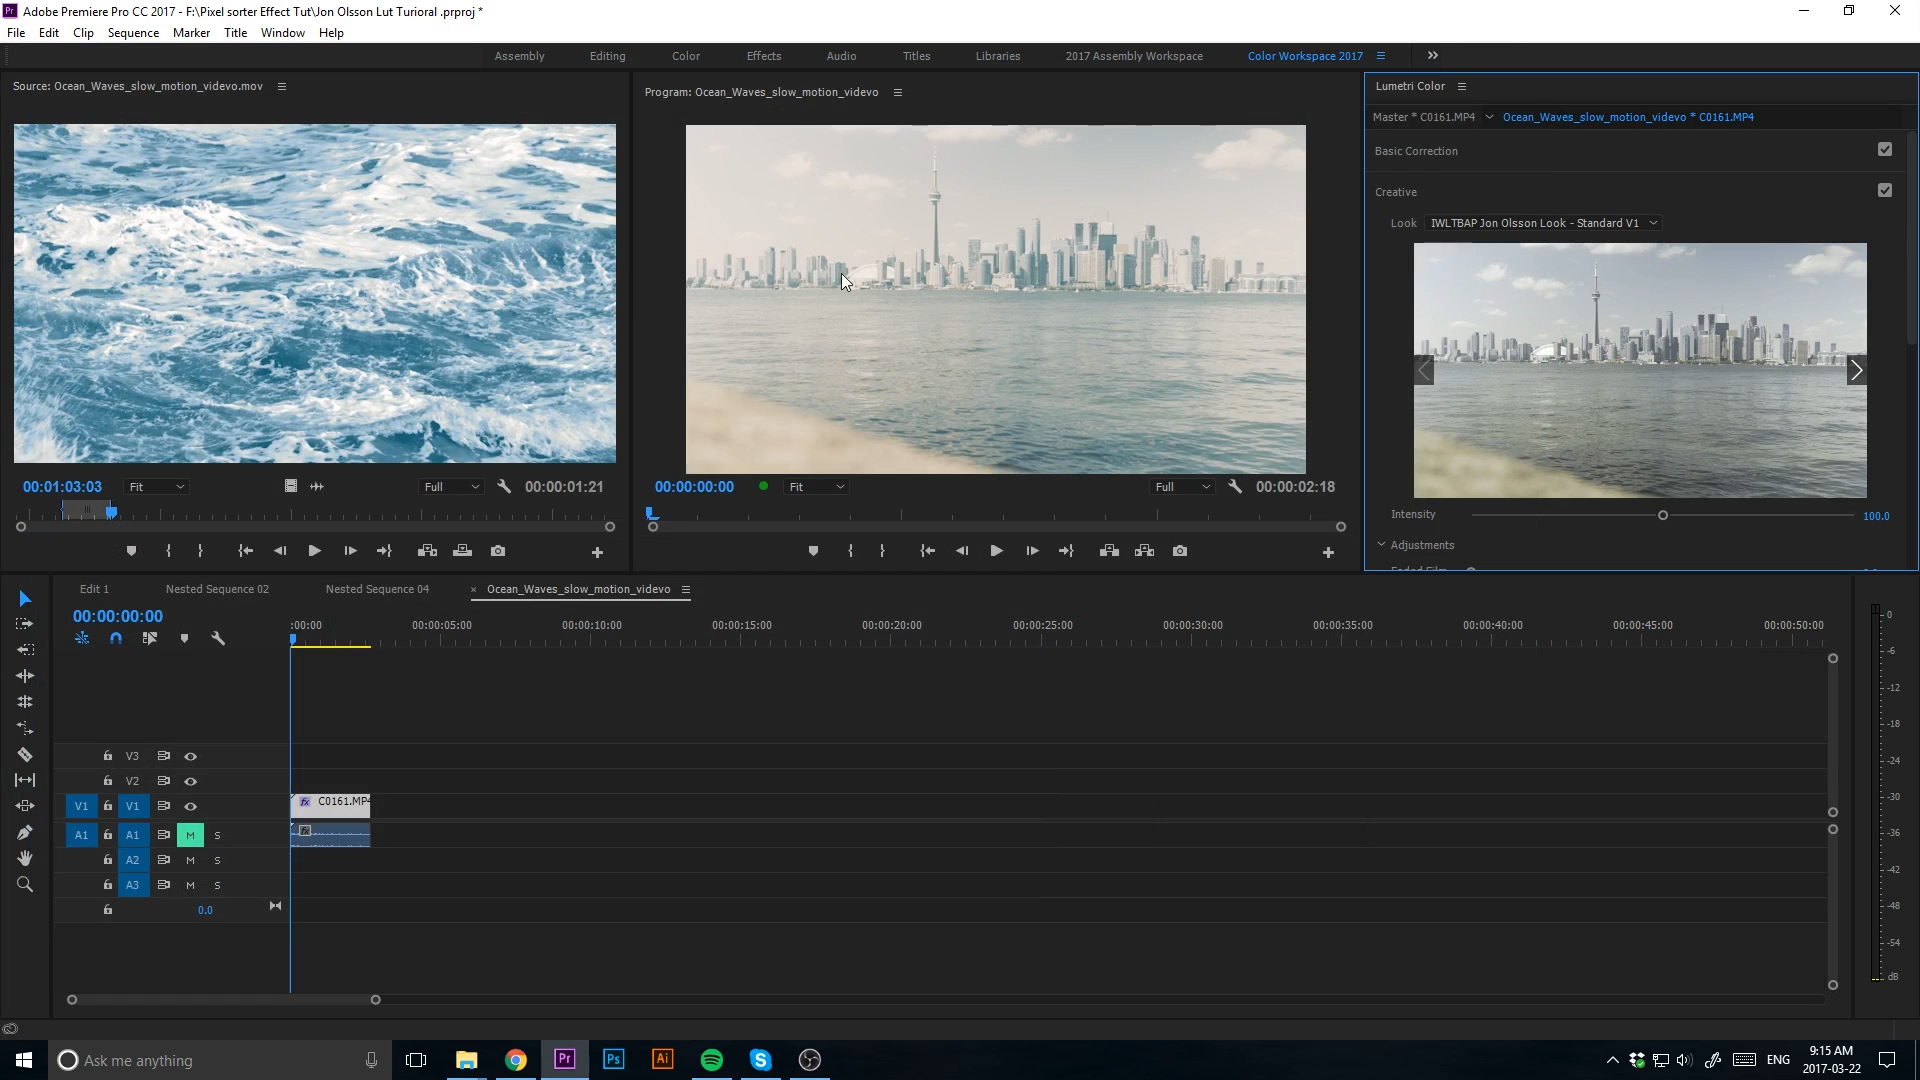 Pr Adobe Premiere Pro CC 2017 - F:\Pixel sorter Effect Tut\Jon Olsson Lut Turioral .prproj *
File Edit Clip Sequence Marker Title Window Help
Assembly Editing Color Effects Audio Titles Libraries 2017 Assembly Workspace Color Workspace 2017
Source: Ocean_Waves_slow_motion_videvo.mov
Program: Ocean_Waves_slow_motion_videvo
Lumetri Color
Master * C0161.MP4 Ocean_Waves_slow_motion_videvo * C0161.MP4
Basic Correction
Creative
Look IWLTBAP Jon Olsson Look - Standard V1
Intensity 100.0
Adjustments
00:01:03:03 Fit Full 00:00:01:21
00:00:00:00 Fit Full 00:00:02:18
Edit 1 Nested Sequence 02 Nested Sequence 04 × Ocean_Waves_slow_motion_videvo
00:00:00:00
:00:00 00:00:05:00 00:00:10:00 00:00:15:00 00:00:20:00 00:00:25:00 00:00:30:00 00:00:35:00 00:00:40:00 00:00:45:00 00:00:50:00
V3
V2
V1 V1 fx C0161.MP4
A1 A1 M S fx
A2 M S
A3 M S
0.0
0
-6
-12
-18
-24
-30
-36
-42
-48
-54
dB
Ask me anything
Pr Ps Ai
ENG
9:15 AM
2017-03-22